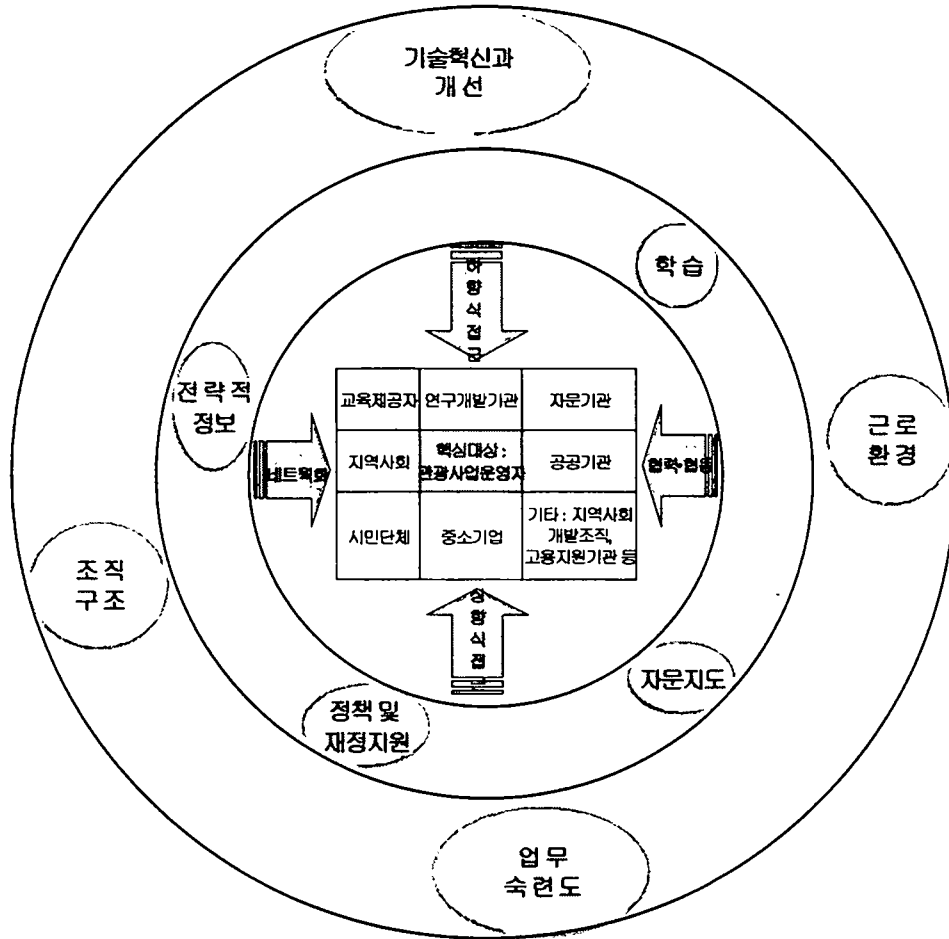 기술혁신과
개 선
학 습
하
향
식
접
근
전 략 적
정보
근 로
환 경
교육제공자 연구개발기관 자문기관
네트웍화
지역사회
핵심대상 :
관광사업운영자
공공기관
협력·협동
시민단체
중소기업
기타 : 지역사회
개발조직,
고용지원기관 등
조 직
구 조
상
향
식
접
근
자문지도
정책 및
재정지원
업 무
숙 련 도